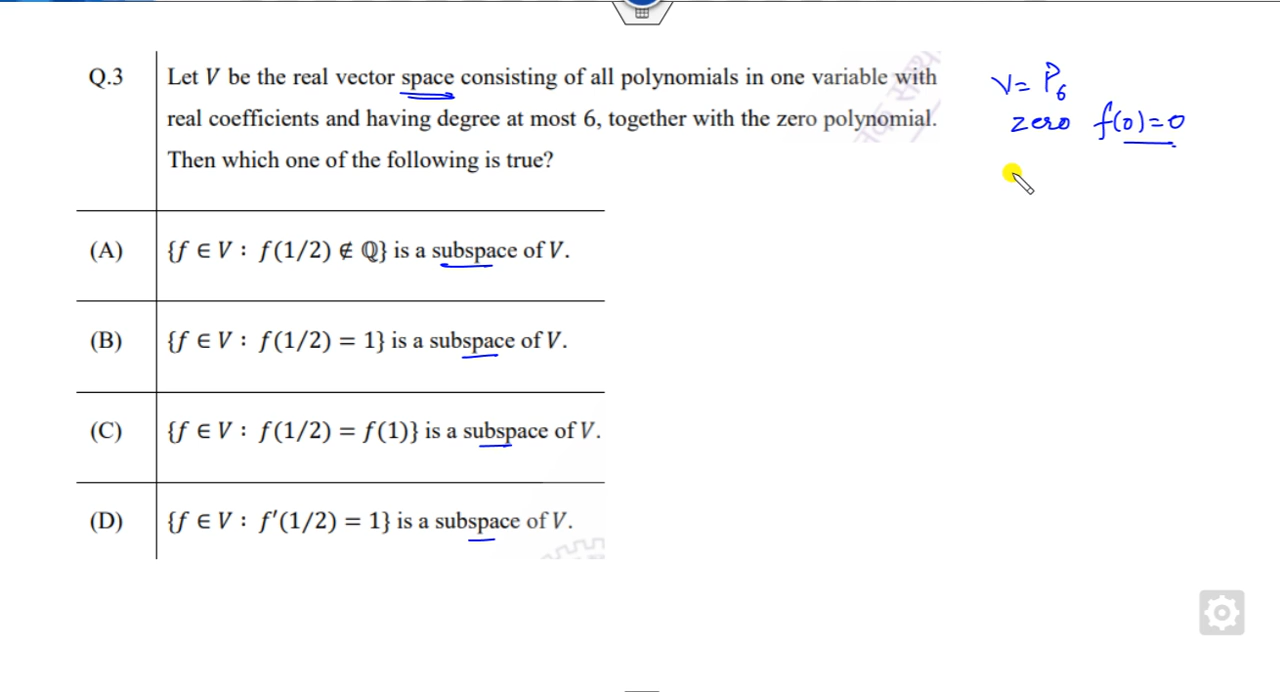 Q.3 Let V be the real vector space consisting of all polynomials in one variable with
real coefficients and having degree at most 6, together with the zero polynomial.
Then which one of the following is true?
V = P₆
zero f(0)=0
(A) {f ∈ V : f(1/2) ∉ ℚ} is a subspace of V.
(B) {f ∈ V : f(1/2) = 1} is a subspace of V.
(C) {f ∈ V : f(1/2) = f(1)} is a subspace of V.
(D) {f ∈ V : f′(1/2) = 1} is a subspace of V.